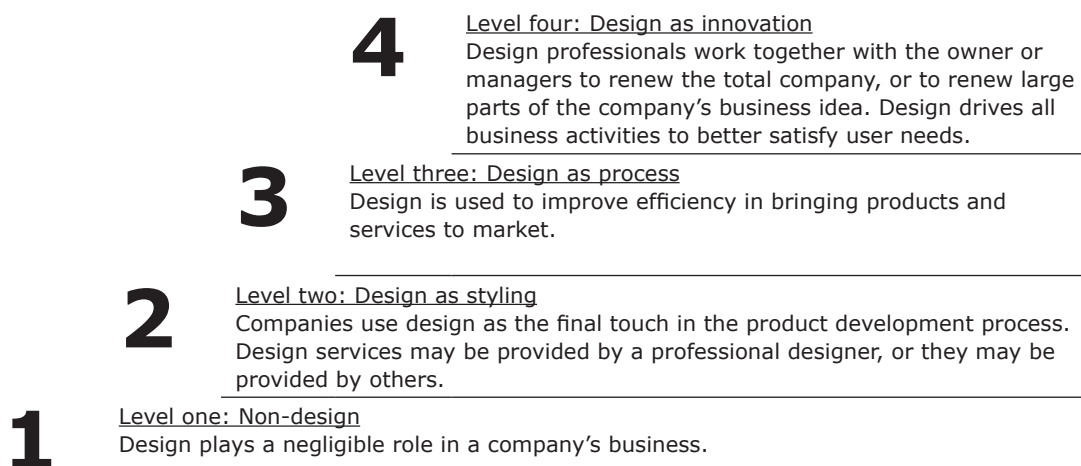 4
Level four: Design as innovation
Design professionals work together with the owner or
managers to renew the total company, or to renew large
parts of the company’s business idea. Design drives all
business activities to better satisfy user needs.
3
Level three: Design as process
Design is used to improve efficiency in bringing products and
services to market.
2
Level two: Design as styling
Companies use design as the final touch in the product development process.
Design services may be provided by a professional designer, or they may be
provided by others.
1
Level one: Non-design
Design plays a negligible role in a company’s business.